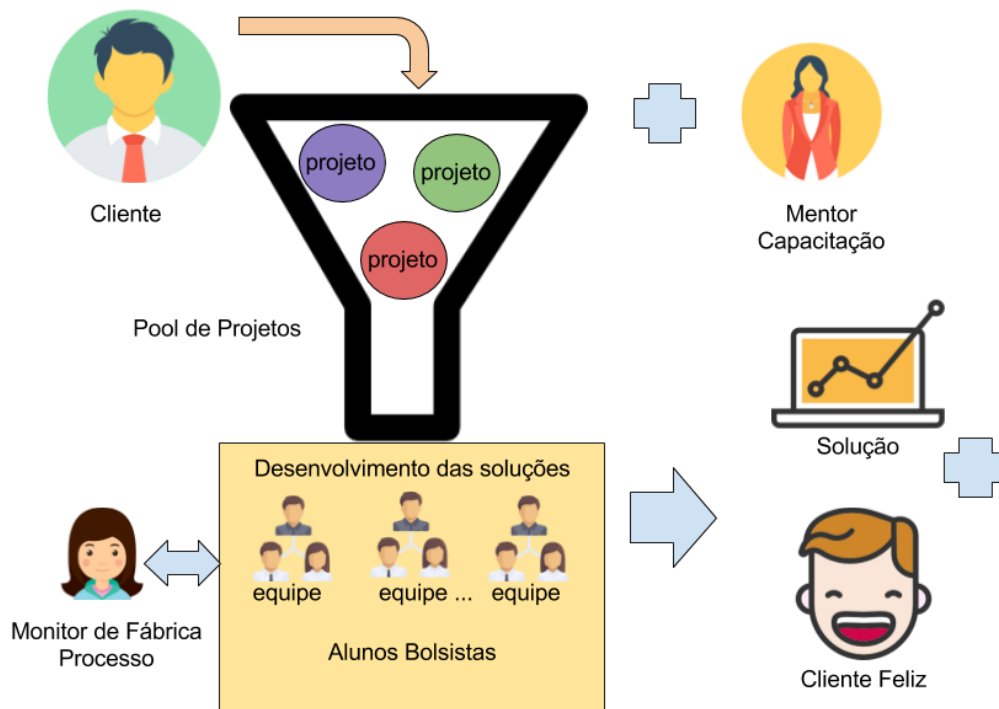 Cliente
projeto
projeto
projeto
Pool de Projetos
Mentor
Capacitação
Solução
Desenvolvimento das soluções
equipe
equipe ...
equipe
Alunos Bolsistas
Monitor de Fábrica
Processo
Cliente Feliz